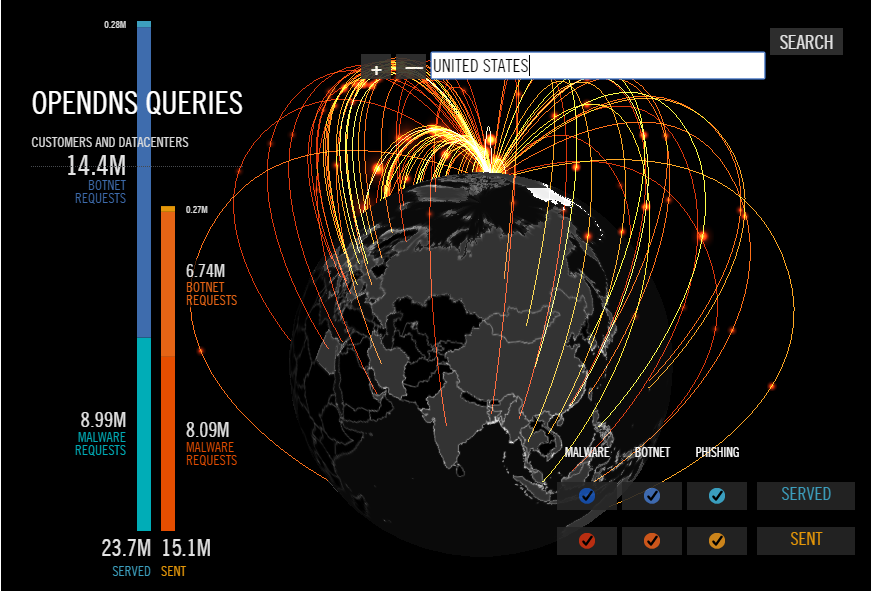 0.28M
SEARCH
+ — UNITED STATES
OPENDNS QUERIES
CUSTOMERS AND DATACENTERS
14.4M
BOTNET
REQUESTS
0.27M
6.74M
BOTNET
REQUESTS
8.99M
MALWARE
REQUESTS
8.09M
MALWARE
REQUESTS
MALWARE BOTNET PHISHING
SERVED
SENT
23.7M 15.1M
SERVED SENT